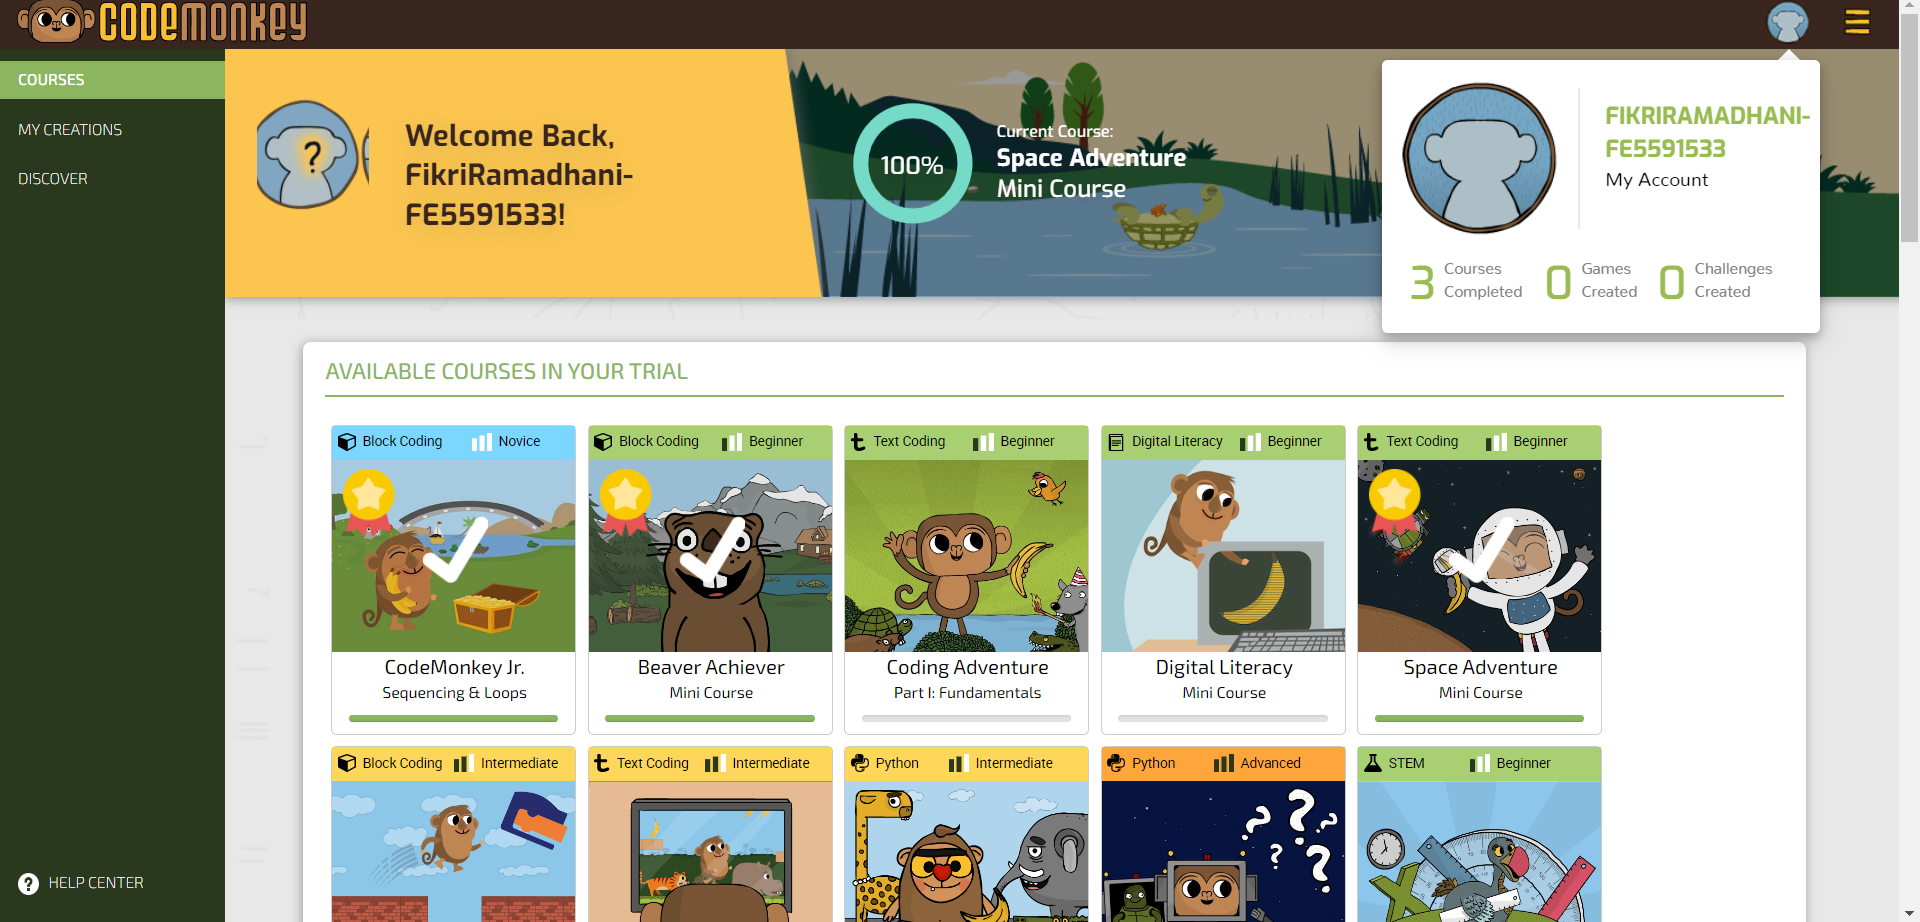 CODEMONKEY
COURSES
MY CREATIONS
DISCOVER
HELP CENTER
Welcome Back,
FikriRamadhani-
FE5591533!
100%
Current Course:
Space Adventure
Mini Course
FIKRIRAMADHANI-
FE5591533
My Account
3 Courses Completed
0 Games Created
0 Challenges Created
AVAILABLE COURSES IN YOUR TRIAL
Block Coding Novice
CodeMonkey Jr.
Sequencing & Loops
Block Coding Beginner
Beaver Achiever
Mini Course
Text Coding Beginner
Coding Adventure
Part I: Fundamentals
Digital Literacy Beginner
Digital Literacy
Mini Course
Text Coding Beginner
Space Adventure
Mini Course
Block Coding Intermediate
Text Coding Intermediate
Python Intermediate
Python Advanced
STEM Beginner